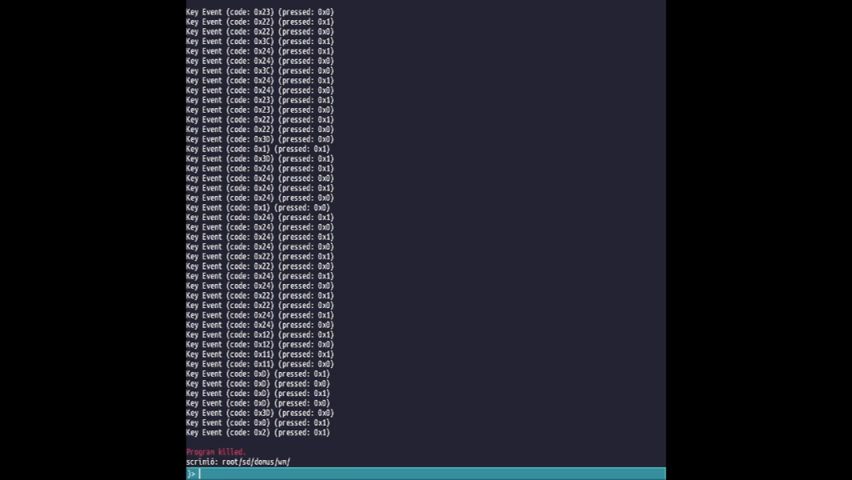 Key Event {code: 0x23} {pressed: 0x0}
Key Event {code: 0x22} {pressed: 0x1}
Key Event {code: 0x22} {pressed: 0x0}
Key Event {code: 0x3C} {pressed: 0x1}
Key Event {code: 0x24} {pressed: 0x1}
Key Event {code: 0x24} {pressed: 0x0}
Key Event {code: 0x3C} {pressed: 0x0}
Key Event {code: 0x24} {pressed: 0x1}
Key Event {code: 0x24} {pressed: 0x0}
Key Event {code: 0x23} {pressed: 0x1}
Key Event {code: 0x23} {pressed: 0x0}
Key Event {code: 0x22} {pressed: 0x1}
Key Event {code: 0x22} {pressed: 0x0}
Key Event {code: 0x3D} {pressed: 0x0}
Key Event {code: 0x1} {pressed: 0x1}
Key Event {code: 0x3D} {pressed: 0x1}
Key Event {code: 0x24} {pressed: 0x1}
Key Event {code: 0x24} {pressed: 0x0}
Key Event {code: 0x24} {pressed: 0x1}
Key Event {code: 0x24} {pressed: 0x0}
Key Event {code: 0x1} {pressed: 0x0}
Key Event {code: 0x24} {pressed: 0x1}
Key Event {code: 0x24} {pressed: 0x0}
Key Event {code: 0x24} {pressed: 0x1}
Key Event {code: 0x24} {pressed: 0x0}
Key Event {code: 0x22} {pressed: 0x1}
Key Event {code: 0x22} {pressed: 0x0}
Key Event {code: 0x24} {pressed: 0x1}
Key Event {code: 0x24} {pressed: 0x0}
Key Event {code: 0x22} {pressed: 0x1}
Key Event {code: 0x22} {pressed: 0x0}
Key Event {code: 0x24} {pressed: 0x1}
Key Event {code: 0x24} {pressed: 0x0}
Key Event {code: 0x12} {pressed: 0x1}
Key Event {code: 0x12} {pressed: 0x0}
Key Event {code: 0x11} {pressed: 0x1}
Key Event {code: 0x11} {pressed: 0x0}
Key Event {code: 0xD} {pressed: 0x1}
Key Event {code: 0xD} {pressed: 0x0}
Key Event {code: 0xD} {pressed: 0x1}
Key Event {code: 0xD} {pressed: 0x0}
Key Event {code: 0x3D} {pressed: 0x0}
Key Event {code: 0x0} {pressed: 0x1}
Key Event {code: 0x2} {pressed: 0x1}
Program killed.
scriniō: root/sd/domus/wn/
)>